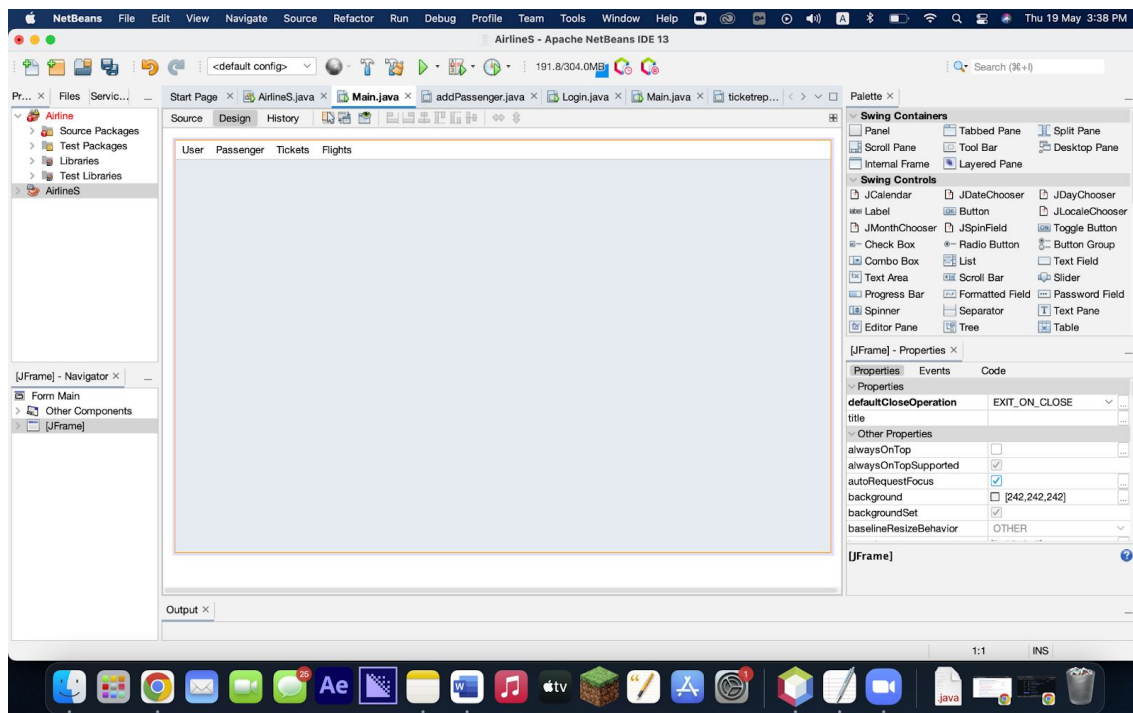 NetBeans File Edit View Navigate Source Refactor Run Debug Profile Team Tools Window Help Thu 19 May 3:38 PM
AirlineS - Apache NetBeans IDE 13
<default config> 191.8/304.0MB Search (⌘+I)
Pr... Files Servic... Start Page AirlineS.java Main.java addPassenger.java Login.java Main.java ticketrep... Palette
Airline
Source Packages
Test Packages
Libraries
Test Libraries
AirlineS
Source Design History
User Passenger Tickets Flights
Swing Containers
Panel Tabbed Pane Split Pane
Scroll Pane Tool Bar Desktop Pane
Internal Frame Layered Pane
Swing Controls
JCalendar JDateChooser JDayChooser
Label Button JLocaleChooser
JMonthChooser JSpinField Toggle Button
Check Box Radio Button Button Group
Combo Box List Text Field
Text Area Scroll Bar Slider
Progress Bar Formatted Field Password Field
Spinner Separator Text Pane
Editor Pane Tree Table
[JFrame] - Navigator
Form Main
Other Components
[JFrame]
[JFrame] - Properties
Properties Events Code
Properties
defaultCloseOperation EXIT_ON_CLOSE
title
Other Properties
alwaysOnTop
alwaysOnTopSupported
autoRequestFocus
background [242,242,242]
backgroundSet
baselineResizeBehavior OTHER
[JFrame]
Output
1:1 INS
26
1
Ae
W
tv
java